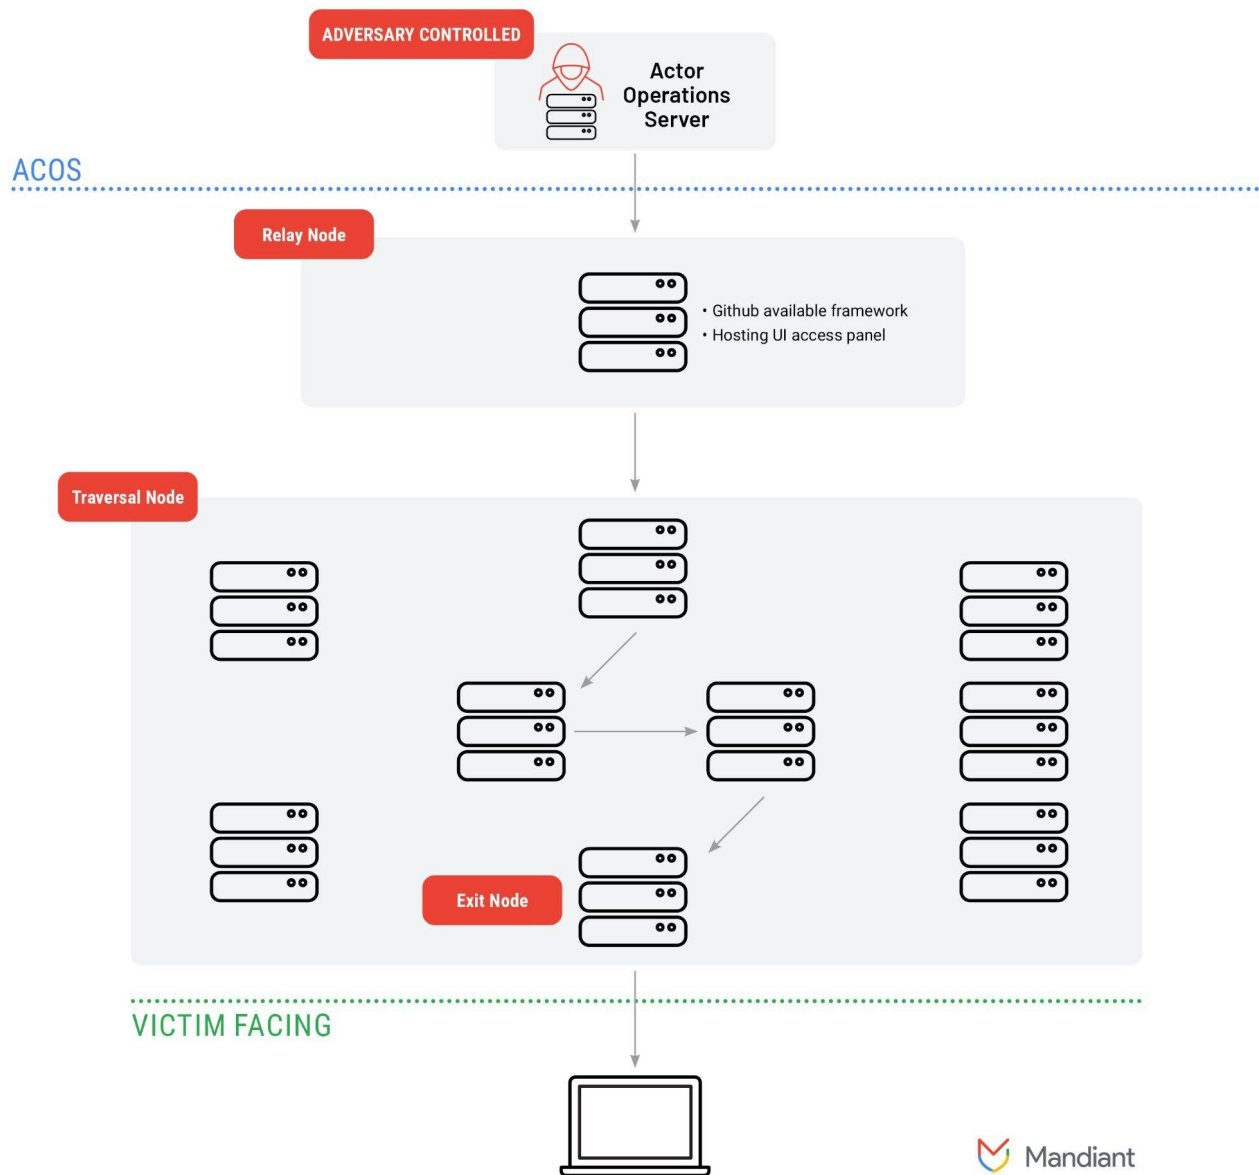 ADVERSARY CONTROLLED
Actor
Operations
Server
ACOS
Relay Node
• Github available framework
• Hosting UI access panel
Traversal Node
Exit Node
VICTIM FACING
Mandiant